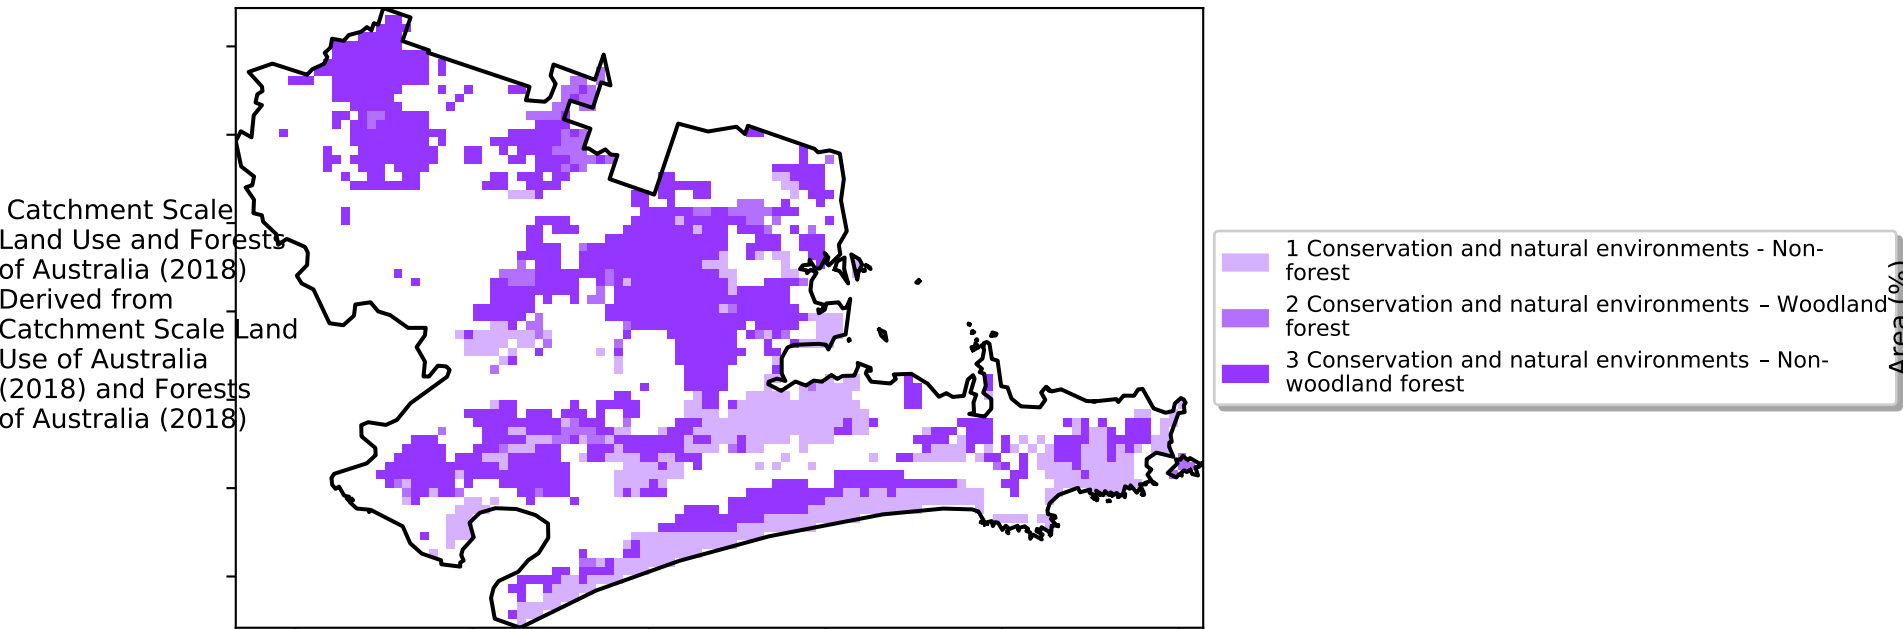 Catchment Scale
Land Use and Forests
of Australia (2018)
Derived from
Catchment Scale Land
Use of Australia
(2018) and Forests
of Australia (2018)
1 Conservation and natural environments - Non-
forest
2 Conservation and natural environments – Woodland
forest
3 Conservation and natural environments – Non-
woodland forest
Area (%)